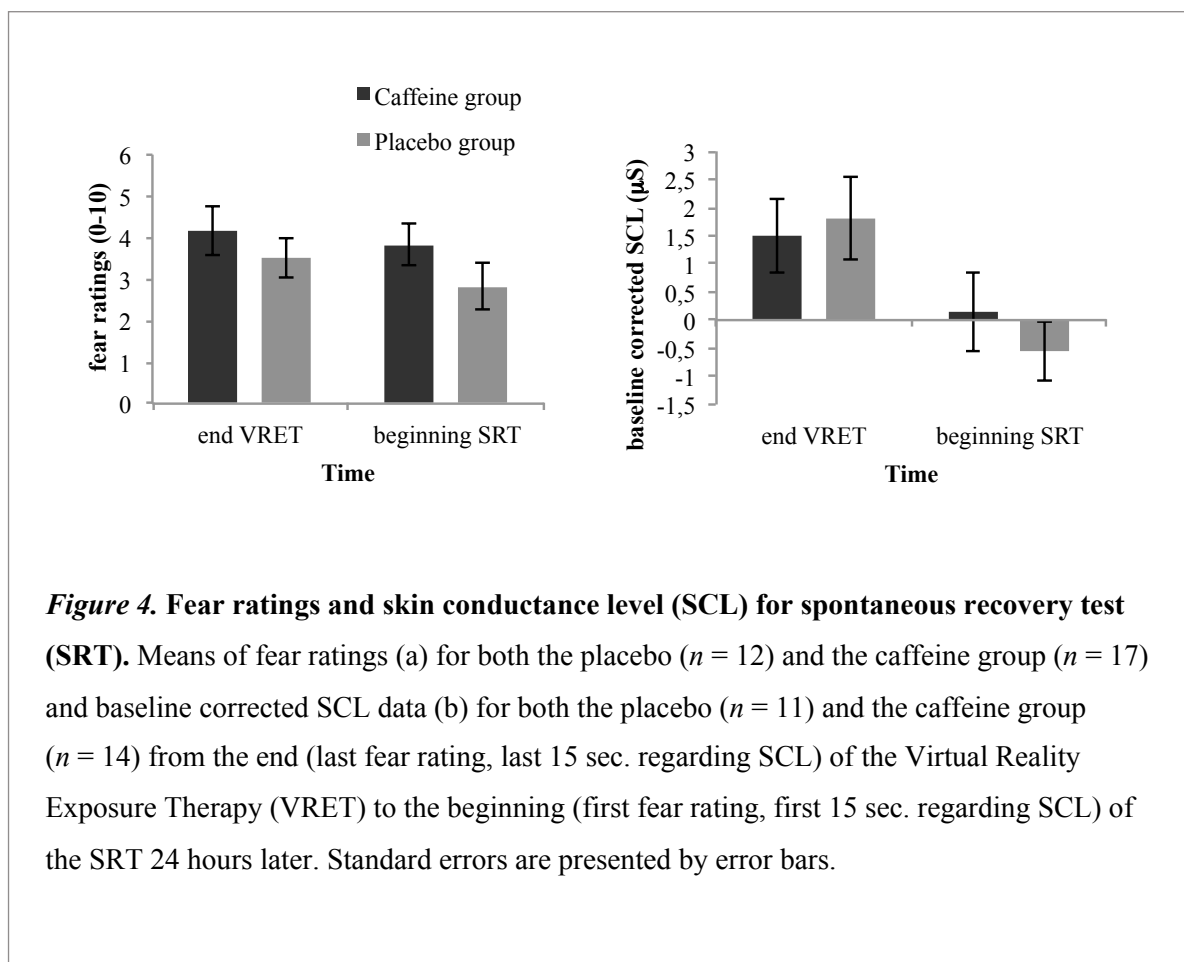 Caffeine group
Placebo group
fear ratings (0-10)
6
5
4
3
2
1
0
end VRET beginning SRT
Time
baseline corrected SCL (µS)
3
2,5
2
1,5
1
0,5
0
-0,5
-1
-1,5
end VRET beginning SRT
Time
Figure 4. Fear ratings and skin conductance level (SCL) for spontaneous recovery test
(SRT). Means of fear ratings (a) for both the placebo (n = 12) and the caffeine group (n = 17)
and baseline corrected SCL data (b) for both the placebo (n = 11) and the caffeine group
(n = 14) from the end (last fear rating, last 15 sec. regarding SCL) of the Virtual Reality
Exposure Therapy (VRET) to the beginning (first fear rating, first 15 sec. regarding SCL) of
the SRT 24 hours later. Standard errors are presented by error bars.